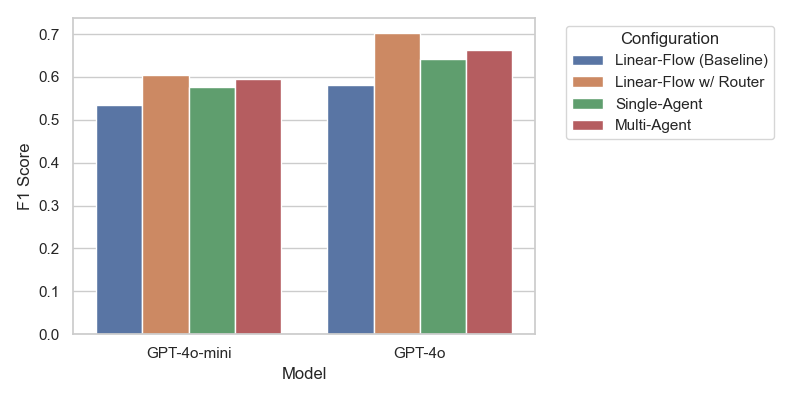 0.7
0.6
0.5
0.4
0.3
0.2
0.1
0.0
F1 Score
GPT-4o-mini
GPT-4o
Model
Configuration
Linear-Flow (Baseline)
Linear-Flow w/ Router
Single-Agent
Multi-Agent